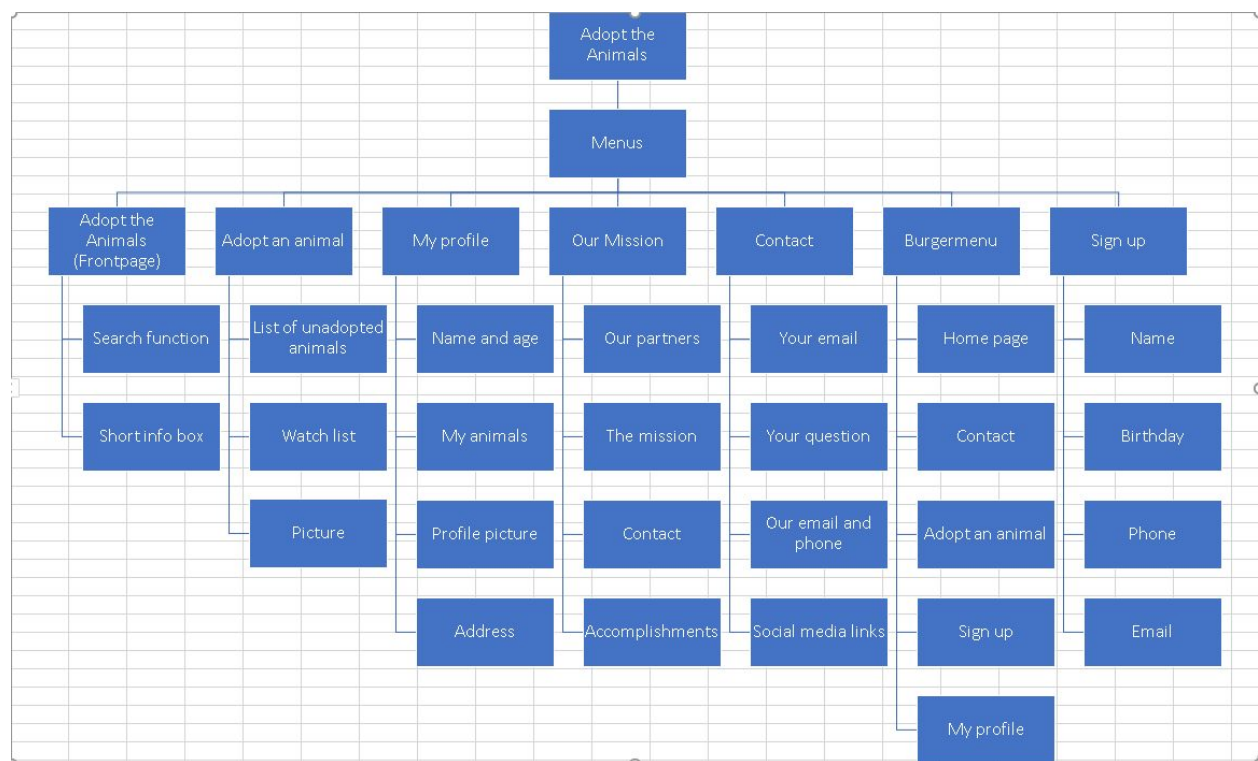 Adopt the
Animals
Menus
Adopt the
Animals
(Frontpage)
Adopt an animal
My profile
Our Mission
Contact
Burgermenu
Sign up
Search function
List of unadopted
animals
Name and age
Our partners
Your email
Home page
Name
Short info box
Watch list
My animals
The mission
Your question
Contact
Birthday
Picture
Profile picture
Contact
Our email and
phone
Adopt an animal
Phone
Address
Accomplishments
Social media links
Sign up
Email
My profile